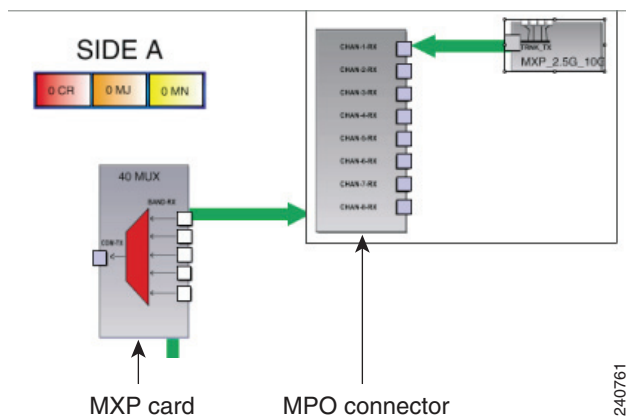 SIDE A
0 CR
0 MJ
0 MN
CHAN-1-RX
CHAN-2-RX
CHAN-3-RX
CHAN-4-RX
CHAN-5-RX
CHAN-6-RX
CHAN-7-RX
CHAN-8-RX
TRNK_TX
MXP_2.5G_10G
40 MUX
BAND-RX
COM-TX
MXP card
MPO connector
240761